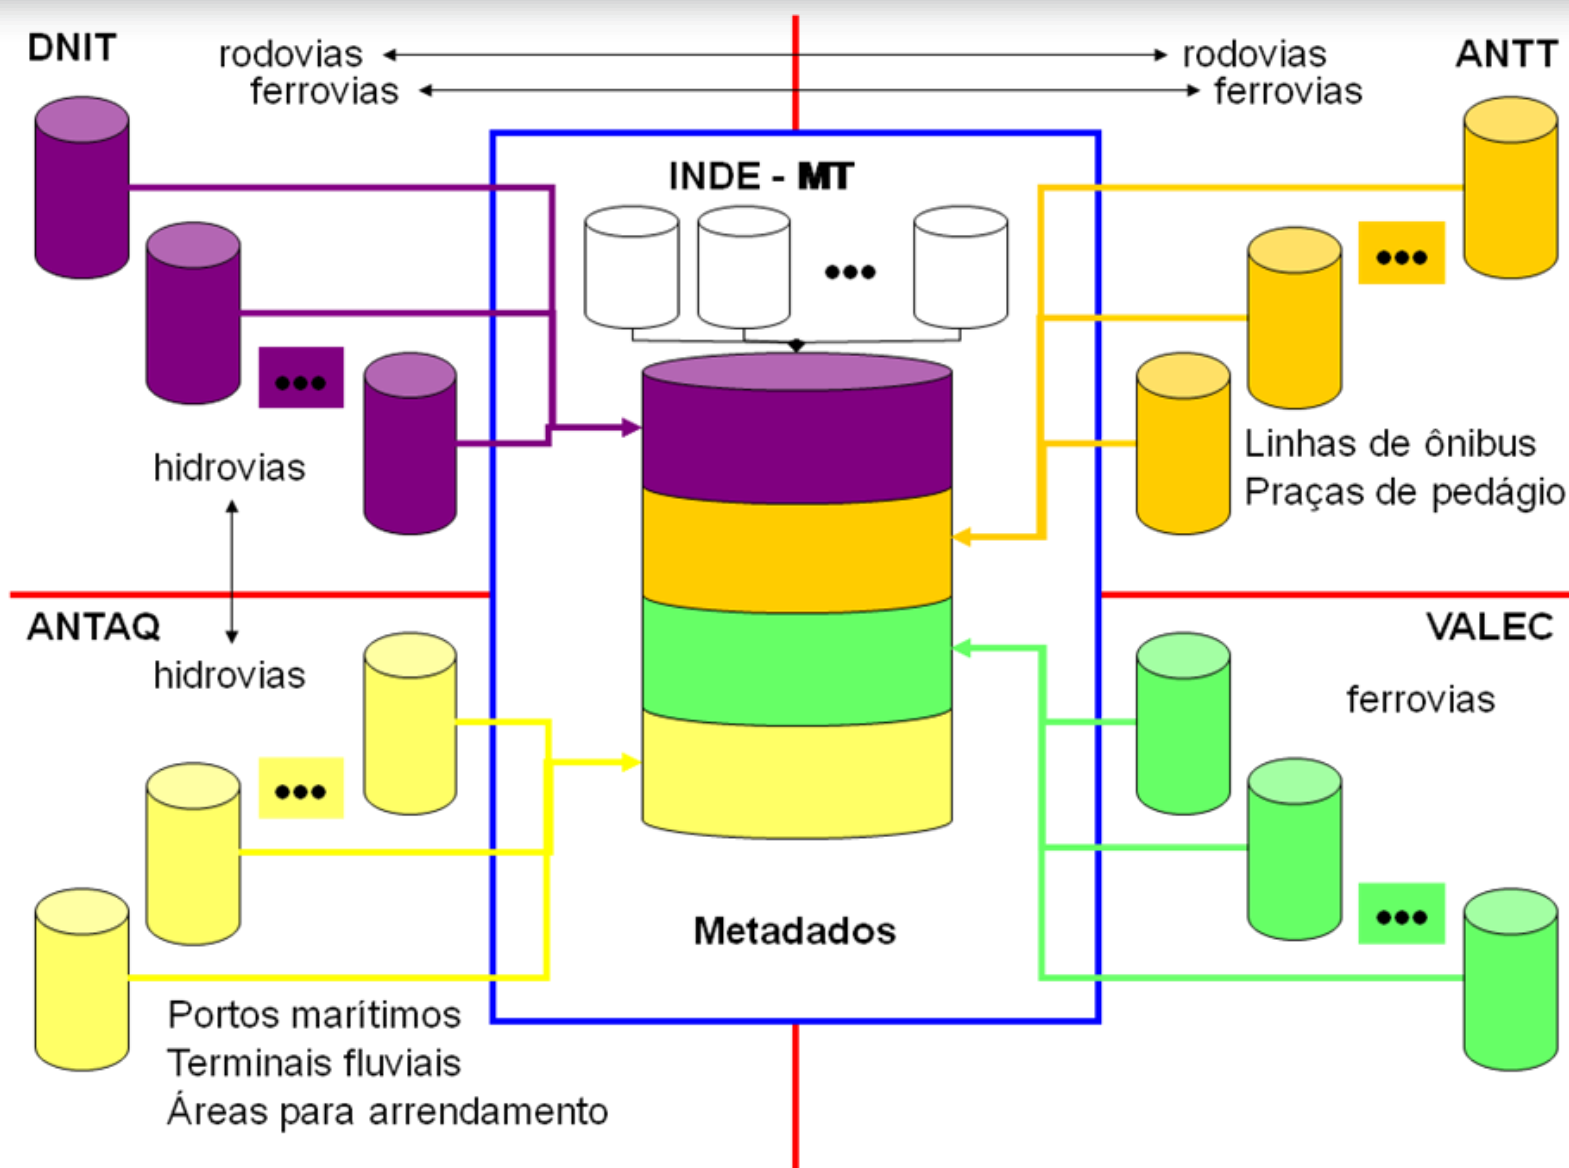 DNIT
rodovias
rodovias
ANTT
ferrovias
ferrovias
INDE - MT
hidrovias
Linhas de ônibus
Praças de pedágio
ANTAQ
hidrovias
VALEC
ferrovias
Metadados
Portos marítimos
Terminais fluviais
Áreas para arrendamento